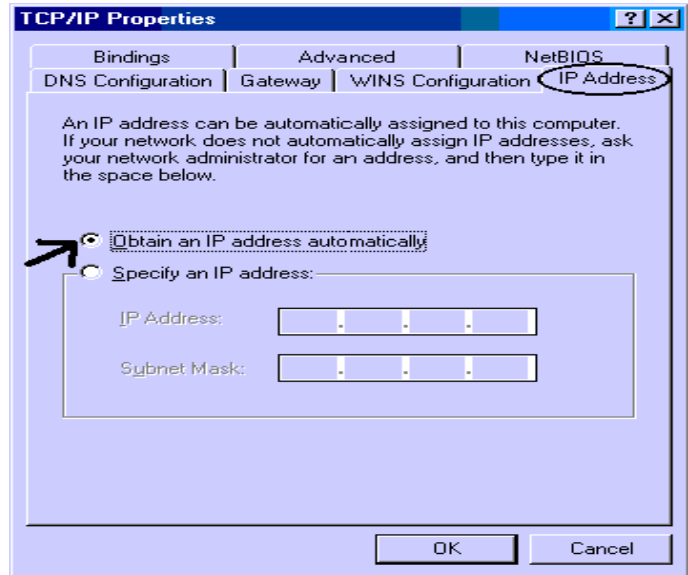 TCP/IP Properties
? ×
Bindings Advanced NetBIOS
DNS Configuration Gateway WINS Configuration IP Address
An IP address can be automatically assigned to this computer.
If your network does not automatically assign IP addresses, ask
your network administrator for an address, and then type it in
the space below.
Obtain an IP address automatically
Specify an IP address:
IP Address:
. . .
Subnet Mask:
. . .
OK Cancel